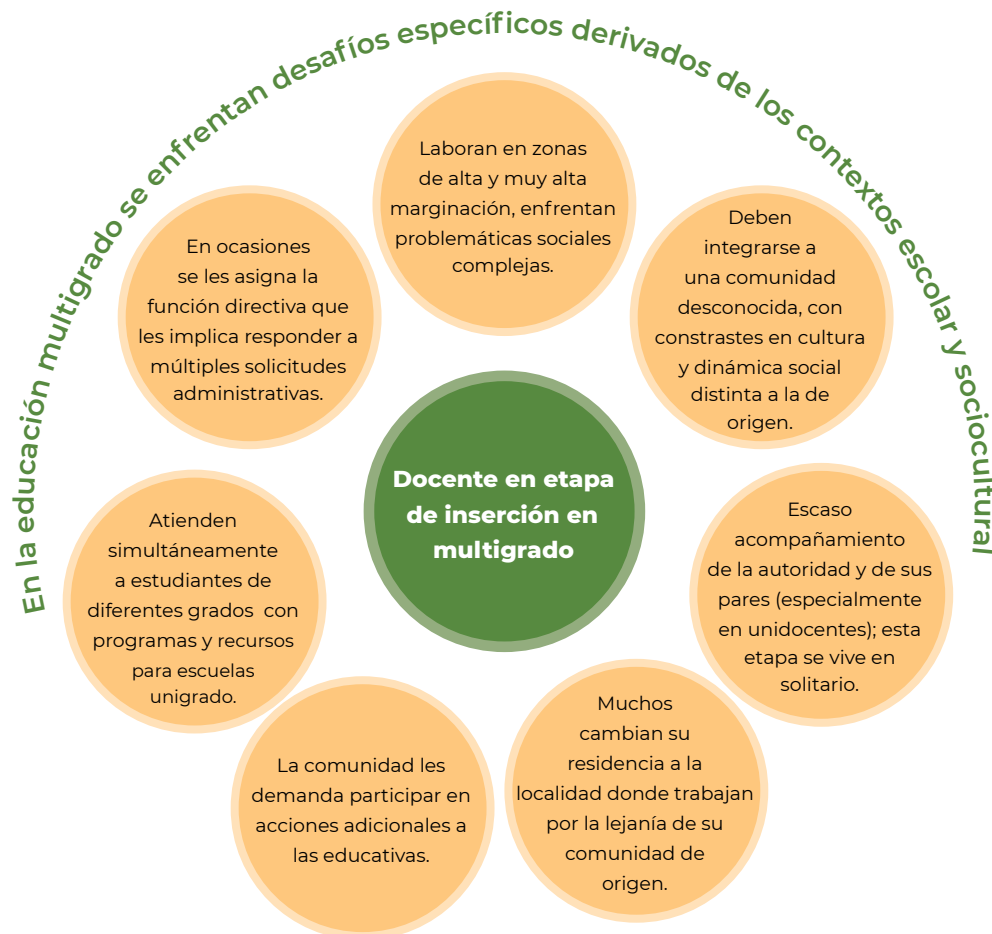 En la educación multigrado se enfrentan desafíos específicos derivados de los contextos escolar y sociocultural
Laboran en zonas
de alta y muy alta
marginación, enfrentan
problemáticas sociales
complejas.
Deben
integrarse a
una comunidad
desconocida, con
constrastes en cultura
y dinámica social
distinta a la de
origen.
Escaso
acompañamiento
de la autoridad y de sus
pares (especialmente
en unidocentes); esta
etapa se vive en
solitario.
Muchos
cambian su
residencia a la
localidad donde trabajan
por la lejanía de su
comunidad de
origen.
La comunidad les
demanda participar en
acciones adicionales a
las educativas.
Atienden
simultáneamente
a estudiantes de
diferentes grados con
programas y recursos
para escuelas
unigrado.
En ocasiones
se les asigna la
función directiva que
les implica responder a
múltiples solicitudes
administrativas.
Docente en etapa
de inserción en
multigrado